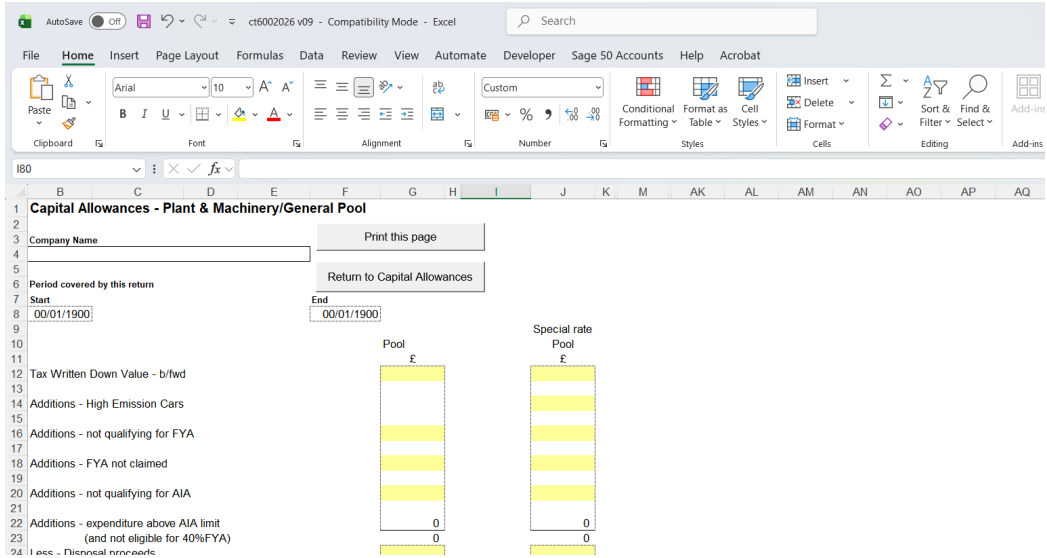 AutoSave Off ct6002026 v09 - Compatibility Mode - Excel Search
File Home Insert Page Layout Formulas Data Review View Automate Developer Sage 50 Accounts Help Acrobat
Paste Arial 10 A^ A˅ ab Custom Conditional Formatting Format as Table Cell Styles Insert Delete Format Sort & Filter Find & Select Add-ins
B I U A % 9 .00
Clipboard Font Alignment Number Styles Cells Editing Add-ins
I80 fx
B C D E F G H I J K M AK AL AM AN AO AP AQ
1 Capital Allowances - Plant & Machinery/General Pool
2 Print this page
3 Company Name
4
5 Return to Capital Allowances
6 Period covered by this return
7 Start End
8 00/01/1900 00/01/1900
9 Special rate
10 Pool Pool
11 £ £
12 Tax Written Down Value - b/fwd
13
14 Additions - High Emission Cars
15
16 Additions - not qualifying for FYA
17
18 Additions - FYA not claimed
19
20 Additions - not qualifying for AIA
21
22 Additions - expenditure above AIA limit 0 0
23 (and not eligible for 40%FYA) 0 0
24 Less - Disposal proceeds